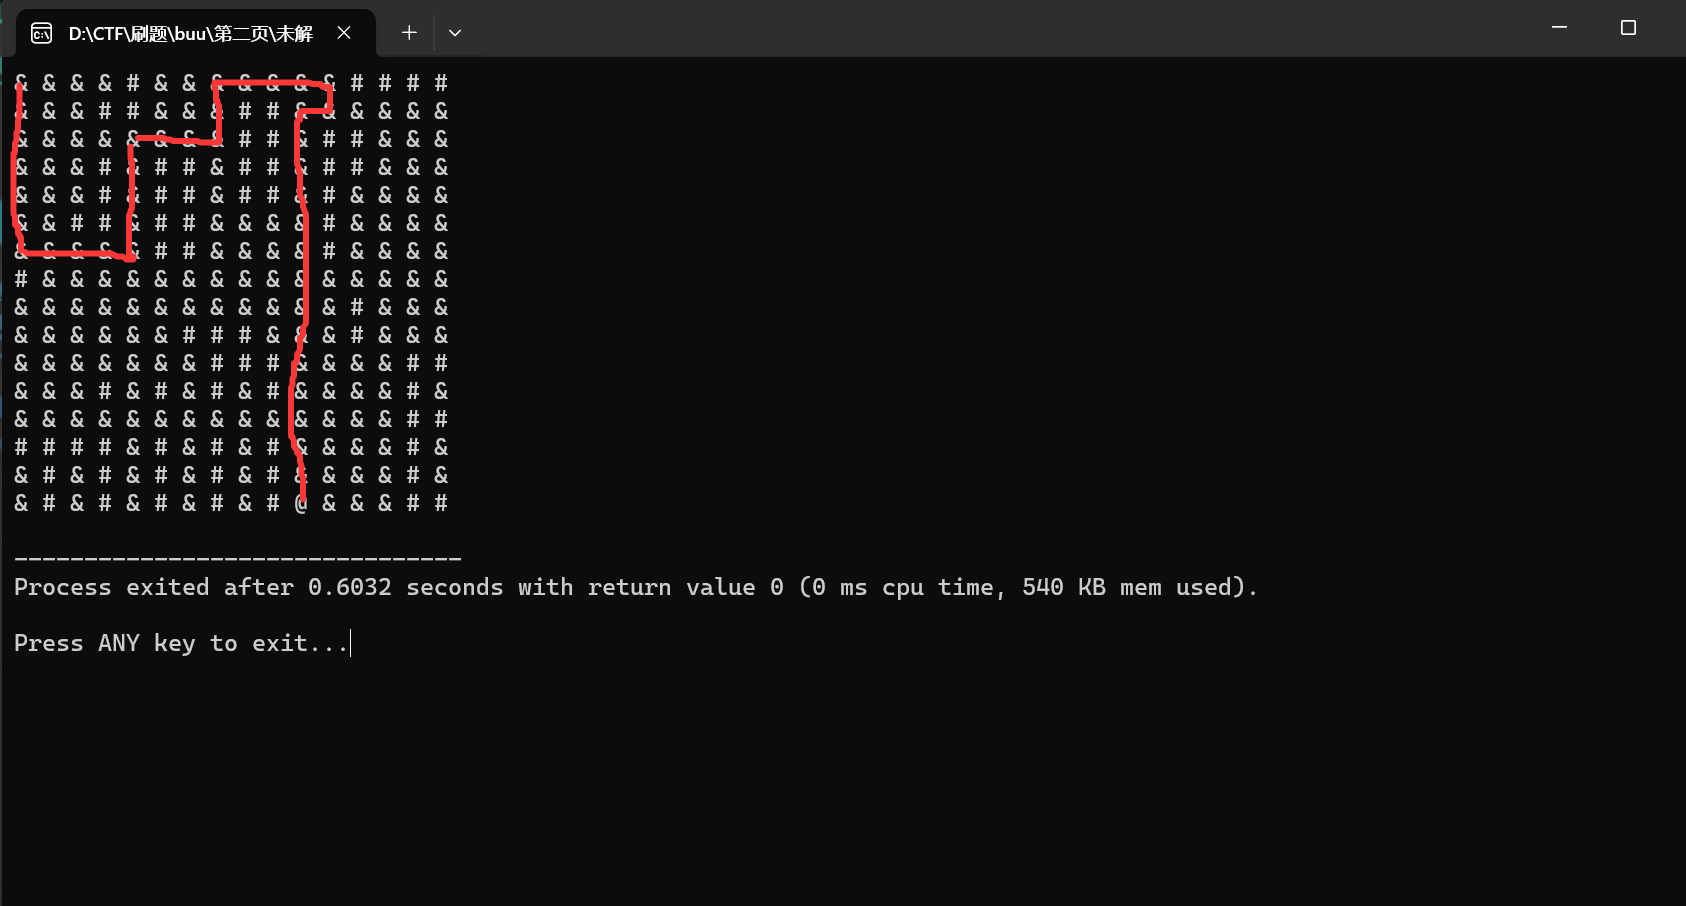 D:\CTF\刷题\buu\第二页\未解
& & & & # & & & & & & & # # # #
& & & # # & & & # # & & & & & &
& & & & & & & & # # & # # & & &
& & & # & # # & # # & # # & & &
& & & # & # # & # # & # & & & &
& & # # & # # & & & & # & & & &
& & & & & # # & & & & # & & & &
# & & & & & & & & & & & & & & &
& & & & & & & & & & & & # & & &
& & & & & & # # # & & & # & & &
& & & & & & & # # # & & & & # #
& & & # & # & # & # & & & & # &
& & & & & & & & & & & & & & # #
# # # # & # & # & # & & & & # &
& # & # & # & # & # & & & & # &
& # & # & # & # & # @ & & & # #
--------------------------------
Process exited after 0.6032 seconds with return value 0 (0 ms cpu time, 540 KB mem used).
Press ANY key to exit...